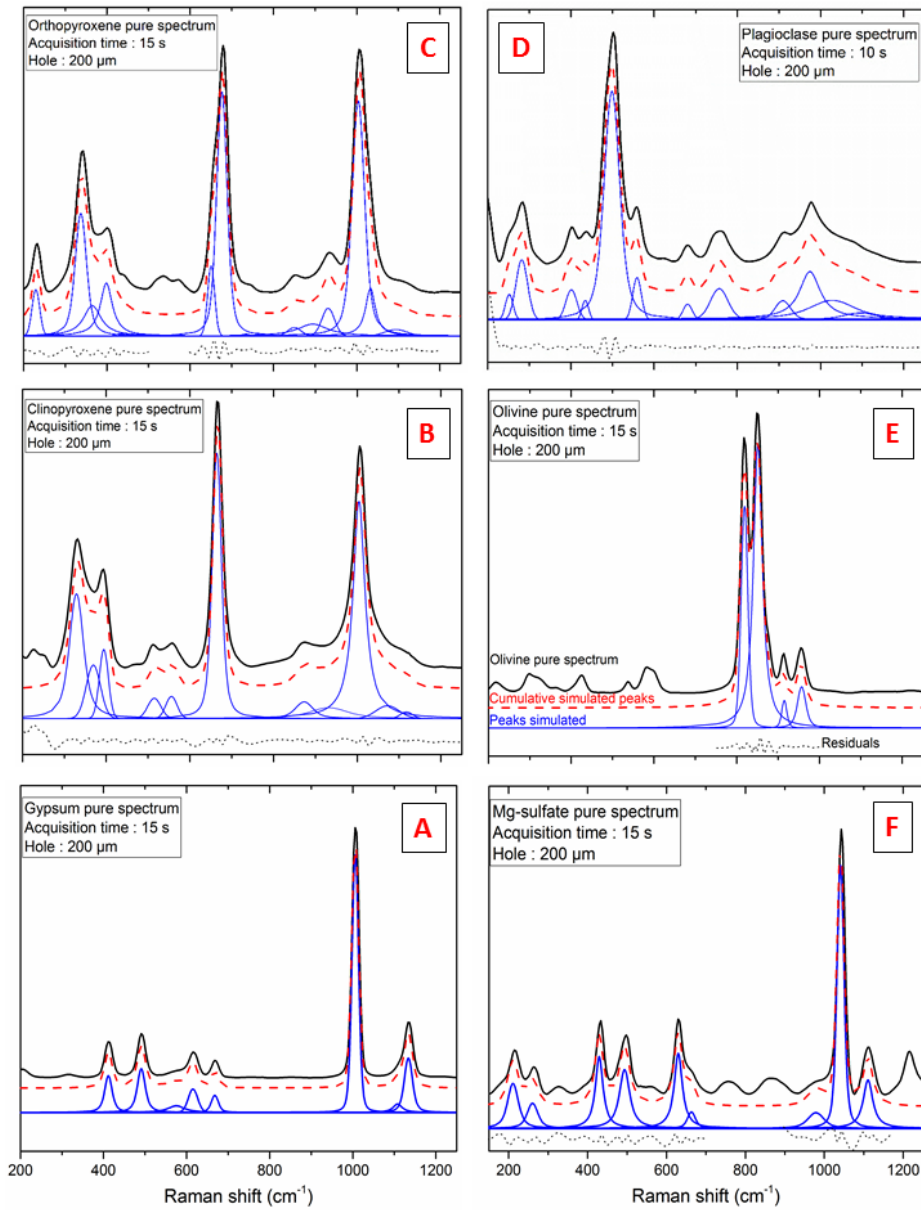 Orthopyroxene pure spectrum
Acquisition time : 15 s
Hole : 200 µm
C
D
Plagioclase pure spectrum
Acquisition time : 10 s
Hole : 200 µm
Clinopyroxene pure spectrum
Acquisition time : 15 s
Hole : 200 µm
B
Olivine pure spectrum
Acquisition time : 15 s
Hole : 200 µm
E
Olivine pure spectrum
Cumulative simulated peaks
Peaks simulated
Residuals
Gypsum pure spectrum
Acquisition time : 15 s
Hole : 200 µm
A
Mg-sulfate pure spectrum
Acquisition time : 15 s
Hole : 200 µm
F
200 400 600 800 1000 1200
Raman shift (cm-1)
200 400 600 800 1000 1200
Raman shift (cm-1)